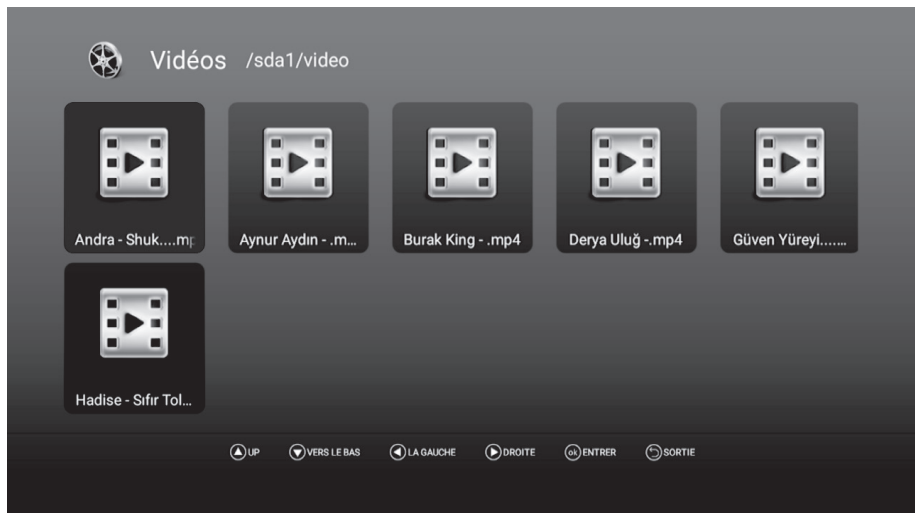 Vidéos /sda1/video
Andra - Shuk....mp
Aynur Aydın - .m...
Burak King - .mp4
Derya Uluğ -.mp4
Güven Yüreyi......
Hadise - Sıfır Tol...
UP VERS LE BAS LA GAUCHE DROITE ok ENTRER SORTIE